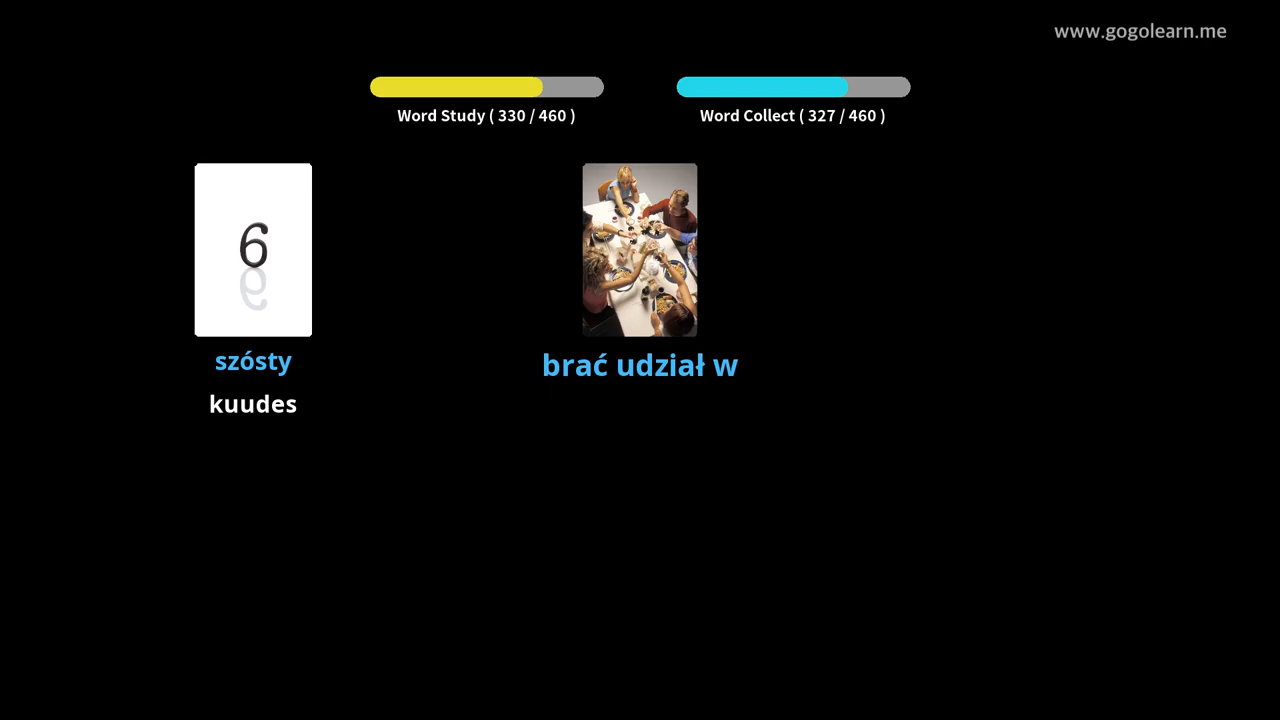 www.gogolearn.me
Word Study ( 330 / 460 )
Word Collect ( 327 / 460 )
6
szósty
kuudes
brać udział w